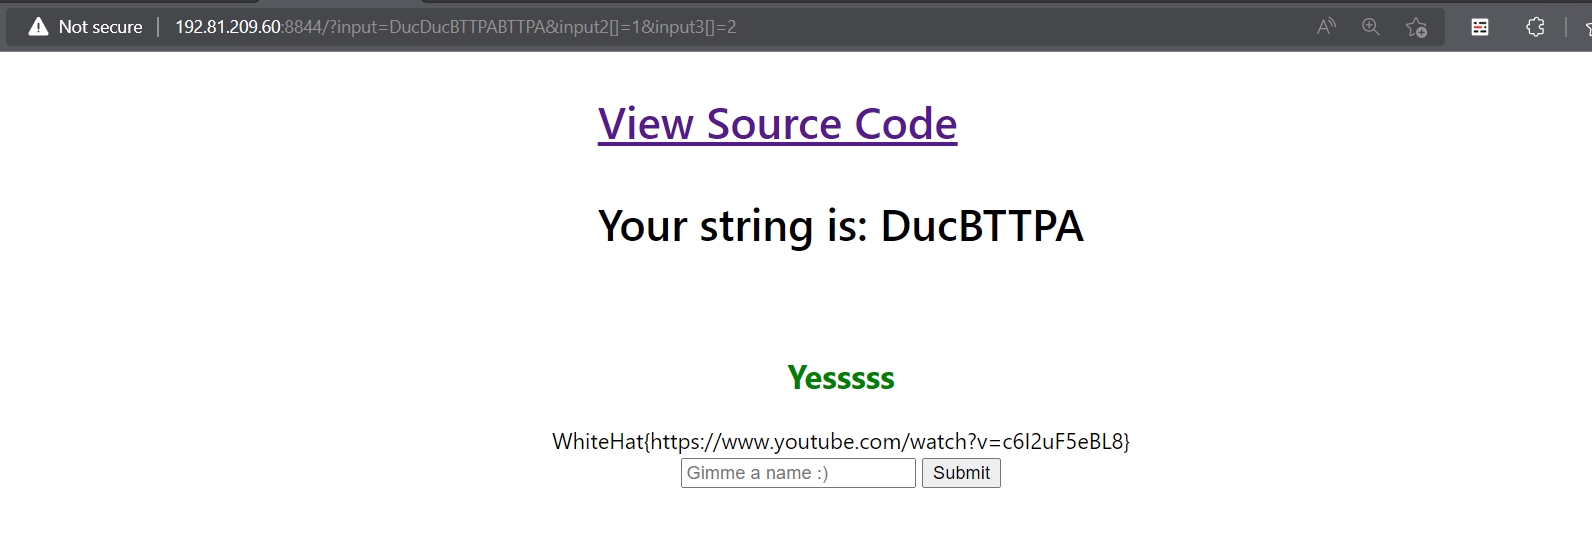 Not secure | 192.81.209.60:8844/?input=DucDucBTTPABTTPA&input2[]=1&input3[]=2
View Source Code
Your string is: DucBTTPA
Yesssss
WhiteHat{https://www.youtube.com/watch?v=c6I2uF5eBL8}
Gimme a name :) Submit